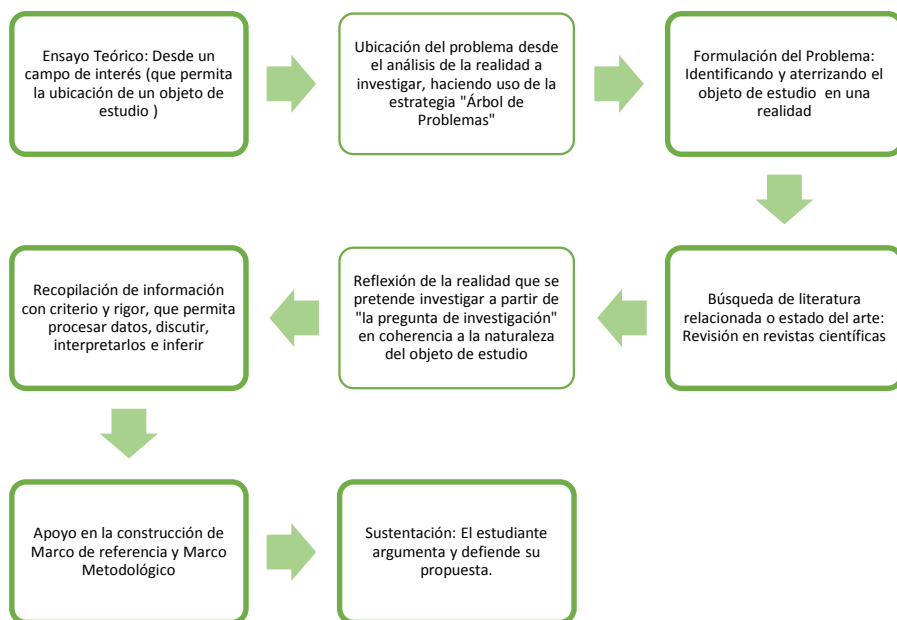 Ensayo Teórico: Desde un
campo de interés (que permita
la ubicación de un objeto de
estudio )
Ubicación del problema desde
el análisis de la realidad a
investigar, haciendo uso de la
estrategia "Árbol de
Problemas"
Formulación del Problema:
Identificando y aterrizando el
objeto de estudio en una
realidad
Búsqueda de literatura
relacionada o estado del arte:
Revisión en revistas científicas
Reflexión de la realidad que se
pretende investigar a partir de
"la pregunta de investigación"
en coherencia a la naturaleza
del objeto de estudio
Recopilación de información
con criterio y rigor, que permita
procesar datos, discutir,
interpretarlos e inferir
Apoyo en la construcción de
Marco de referencia y Marco
Metodológico
Sustentación: El estudiante
argumenta y defiende su
propuesta.